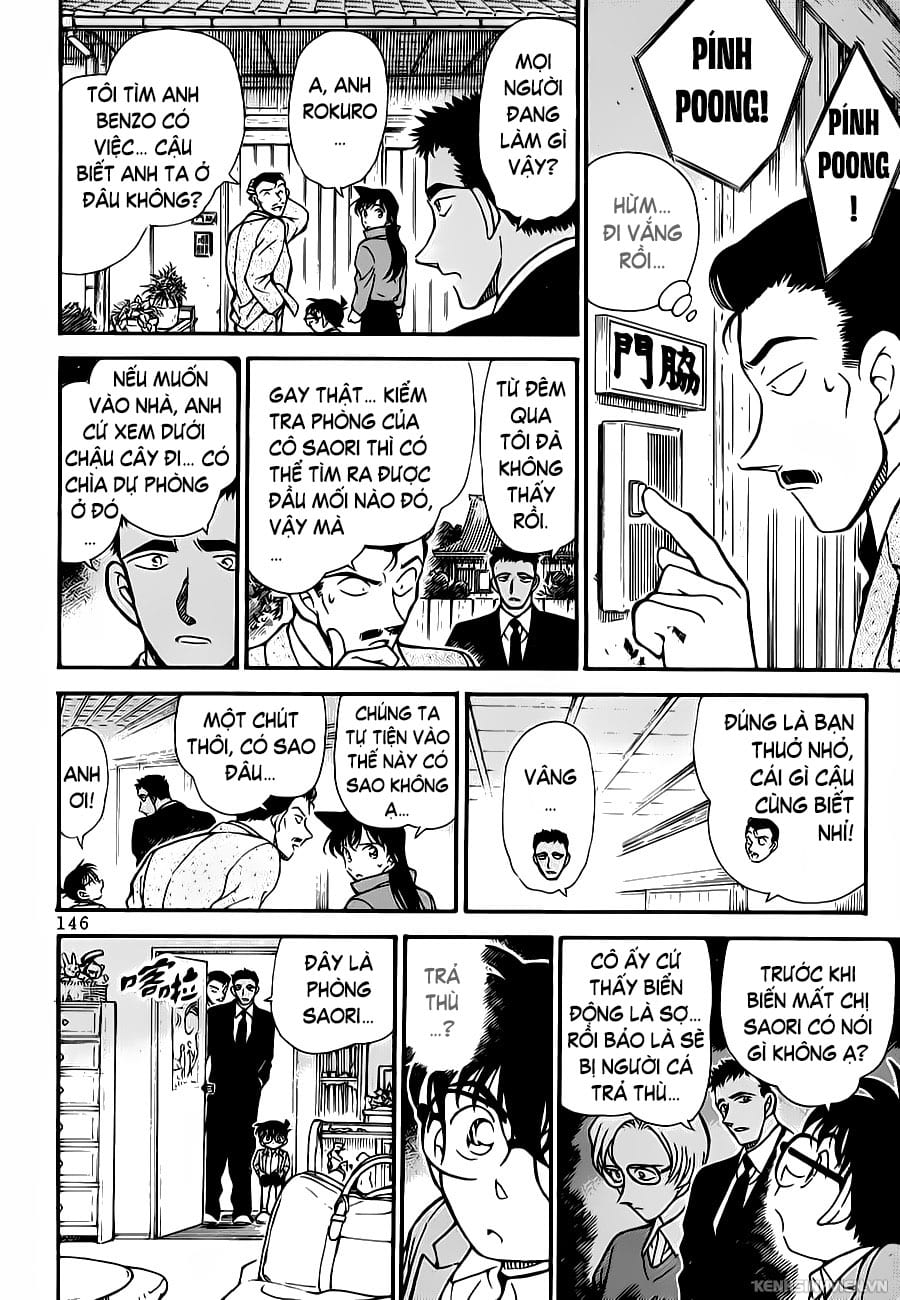 PÍNH
POONG!
PÍNH
POONG
!
HỪM...
ĐI VẮNG
RỒI...
門脇
MỌI
NGƯỜI
ĐANG
LÀM GÌ
VẬY?
A, ANH
ROKURO
...
TÔI TÌM ANH
BENZO CÓ
VIỆC... CẬU
BIẾT ANH TA Ở
ĐÂU KHÔNG?
TỪ ĐÊM
QUA
TÔI ĐÀ
KHÔNG
THẤY
RỒI.
GAY THẬT... KIỂM
TRA PHÒNG CỦA
CÔ SAORI THÌ CÓ
THỂ TÌM RA ĐƯỢC
ĐẦU MỐI NÀO ĐÓ,
VẬY MÀ
...
NẾU MUỐN
VÀO NHÀ, ANH
CỨ XEM DƯỚI
CHẬU CÂY ĐI... CÓ
CHÌA DỰ PHÒNG
Ở ĐÓ
...
ĐÚNG LÀ BẠN
THUỞ NHỎ,
CÁI GÌ CẬU
CŨNG BIẾT
NHỈ!
VÂNG
...
CHÚNG TA
TỰ TIỆN VÀO
THẾ NÀY CÓ
SAO KHÔNG
Ạ...
MỘT CHÚT
THÔI, CÓ SAO
ĐÂU...
ANH
ƠI!
146
TRƯỚC KHI
BIẾN MẤT CHỊ
SAORI CÓ NÓI
GÌ KHÔNG Ạ?
CÔ ẤY CỨ
THẤY BIỂN
ĐỘNG LÀ SỢ...
RỒI BẢO LÀ SẼ
BỊ NGƯỜI CÁ
TRẢ THÙ...
TRẢ
THÙ
...?
ĐÂY LÀ
PHÒNG
SAORI...
喀啦